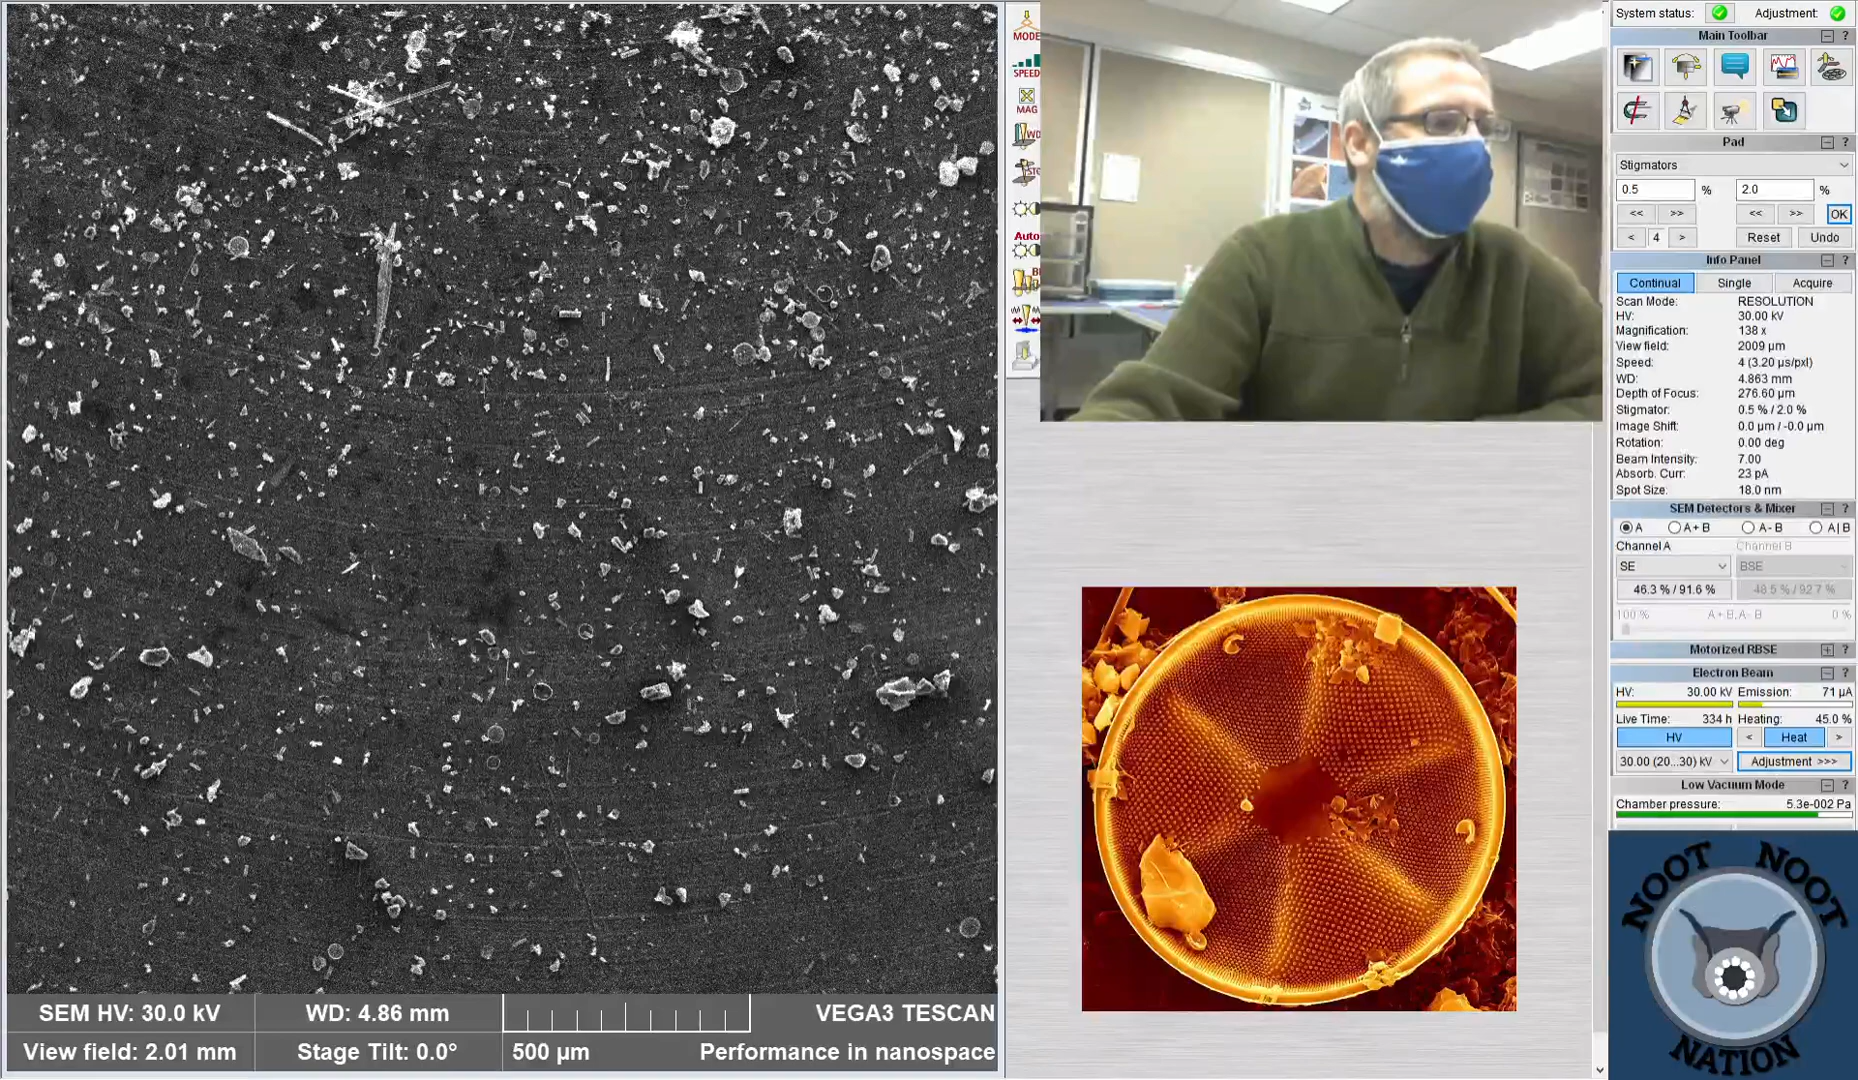 MODE
SPEED
MAG
WD
Auto
System status: Adjustment:
Main Toolbar
Pad
Stigmators
0.5 % 2.0 %
<< >> << >> OK
< 4 > Reset Undo
Info Panel
Continual Single Acquire
Scan Mode: RESOLUTION
HV: 30.00 kV
Magnification: 138 x
View field: 2009 µm
Speed: 4 (3.20 µs/pxl)
WD: 4.863 mm
Depth of Focus: 276.60 µm
Stigmator: 0.5 % / 2.0 %
Image Shift: 0.0 µm / -0.0 µm
Rotation: 0.00 deg
Beam Intensity: 7.00
Absorb. Curr: 23 pA
Spot Size: 18.0 nm
SEM Detectors & Mixer
A A + B A - B A | B
Channel A Channel B
SE BSE
46.3 % / 91.6 % 48.5 % / 92.7 %
100 % A + B, A - B 0 %
Motorized RBSE
Electron Beam
HV: 30.00 kV Emission: 71 µA
Live Time: 334 h Heating: 45.0 %
HV < Heat >
30.00 (20...30) kV Adjustment >>>
Low Vacuum Mode
Chamber pressure: 5.3e-002 Pa
NOOT NOOT
NATION
SEM HV: 30.0 kV WD: 4.86 mm VEGA3 TESCAN
View field: 2.01 mm Stage Tilt: 0.0° 500 µm Performance in nanospace